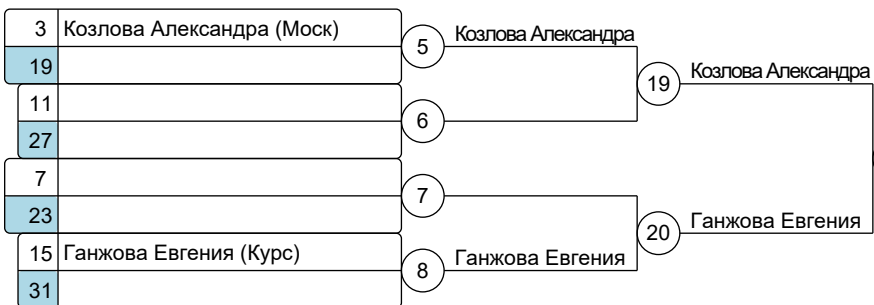 3 Козлова Александра (Моск)
5 Козлова Александра
19
19 Козлова Александра
11
6
27
7
7
23
20 Ганжова Евгения
15 Ганжова Евгения (Курс)
8 Ганжова Евгения
31